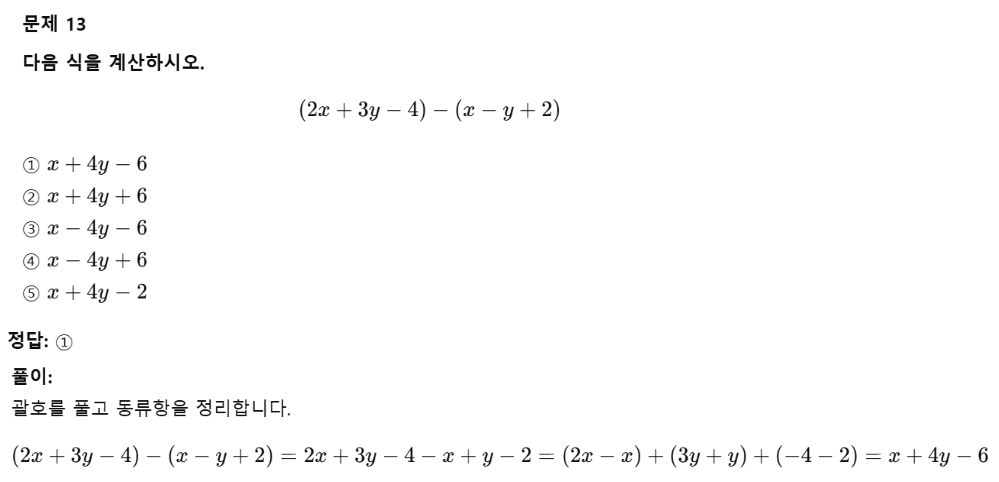 문제 13
다음 식을 계산하시오.
(2x + 3y − 4) − (x − y + 2)
① x + 4y − 6
② x + 4y + 6
③ x − 4y − 6
④ x − 4y + 6
⑤ x + 4y − 2
정답: ①
풀이:
괄호를 풀고 동류항을 정리합니다.
(2x + 3y − 4) − (x − y + 2) = 2x + 3y − 4 − x + y − 2 = (2x − x) + (3y + y) + (−4 − 2) = x + 4y − 6